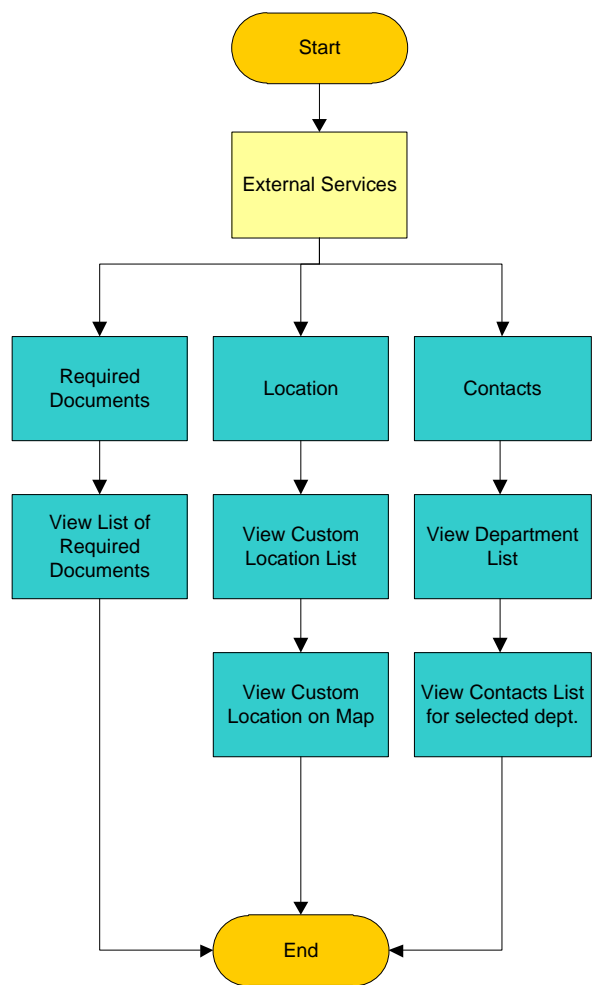 Start
External Services
Required
Documents
Location
Contacts
View List of
Required
Documents
View Custom
Location List
View Department
List
View Custom
Location on Map
View Contacts List
for selected dept.
End